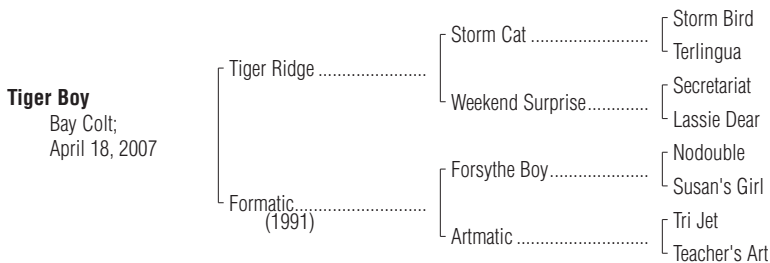 Storm Bird
Storm Cat ..........................
Terlingua
Tiger Ridge ........................
Secretariat
Weekend Surprise.............
Lassie Dear
Tiger Boy
Bay Colt;
April 18, 2007
Nodouble
Forsythe Boy.....................
Susan's Girl
Formatic.............................
(1991)
Tri Jet
Artmatic .............................
Teacher's Art